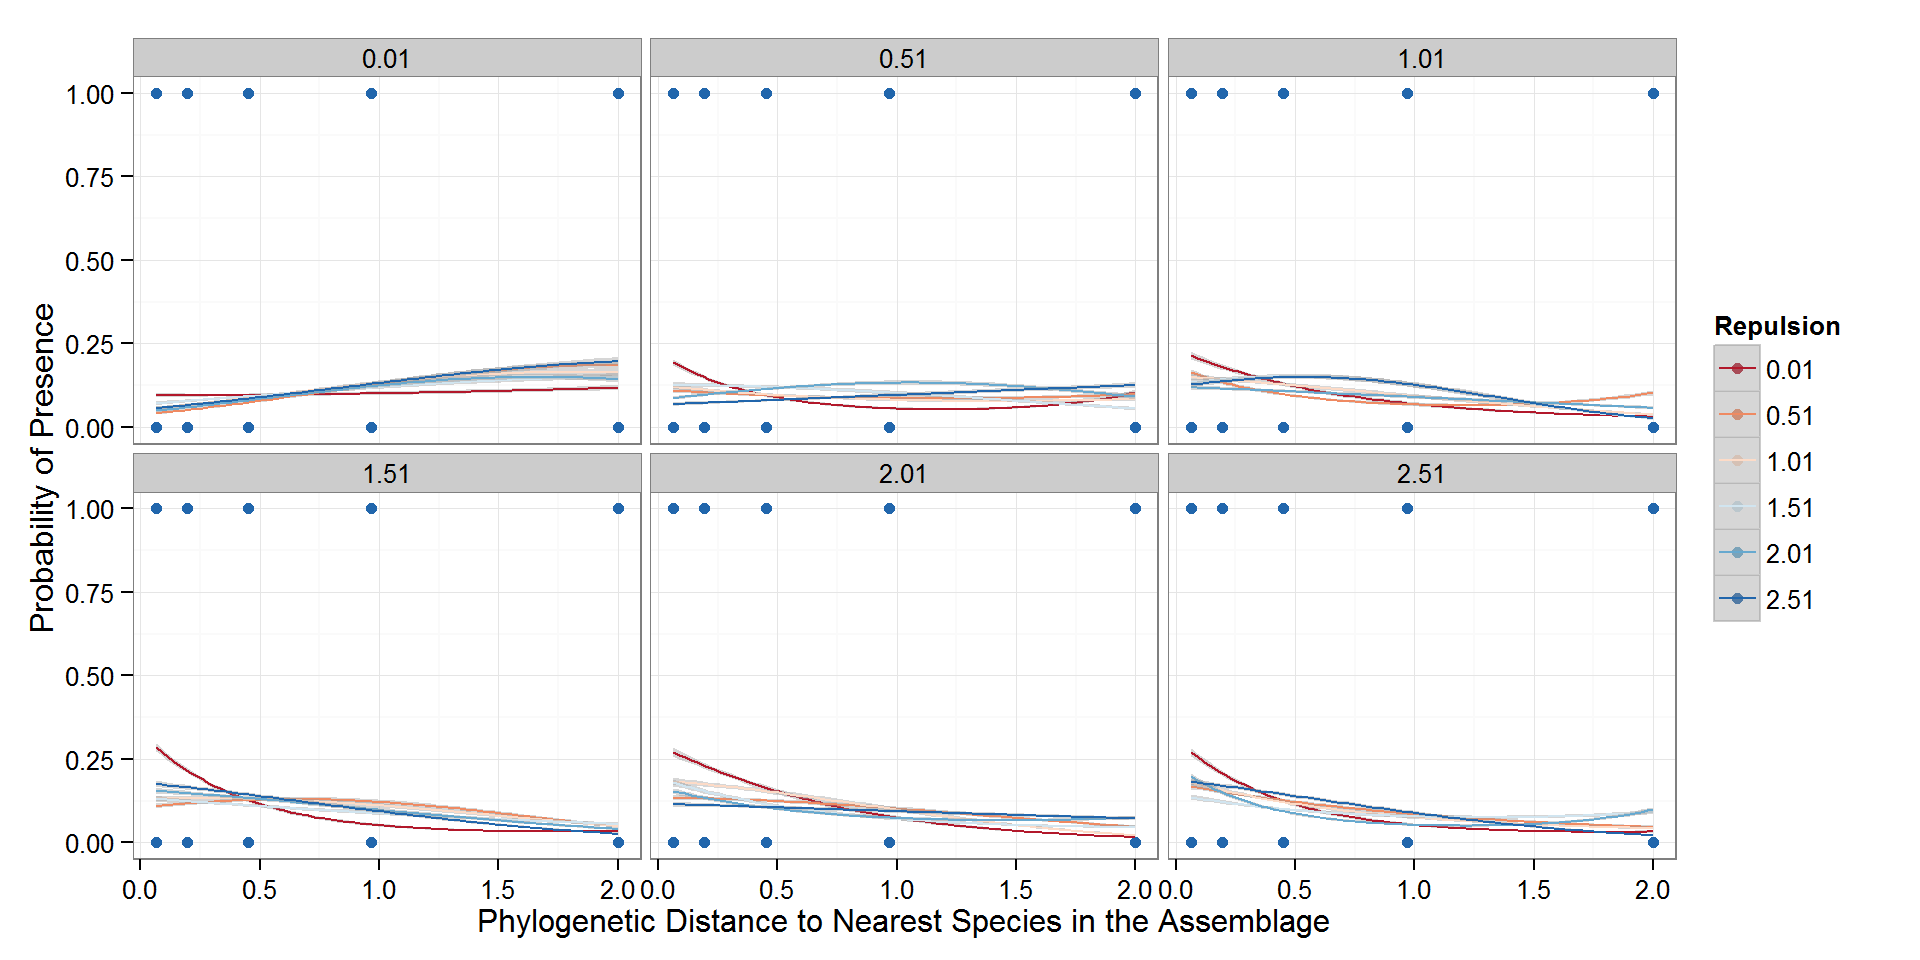 0.01 0.51 1.01
1.00
0.75
0.50
0.25
0.00
1.51 2.01 2.51
1.00
0.75
0.50
0.25
0.00
0.0 0.5 1.0 1.5 2.0 0.0 0.5 1.0 1.5 2.0 0.0 0.5 1.0 1.5 2.0
Phylogenetic Distance to Nearest Species in the Assemblage
Probability of Presence
Repulsion
0.01
0.51
1.01
1.51
2.01
2.51